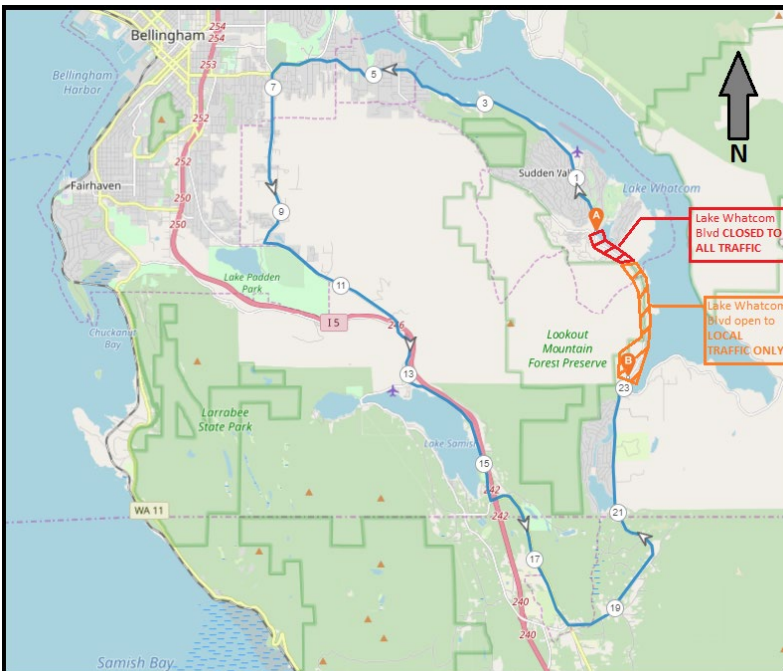 Bellingham
254
254
253
Bellingham
Harbor
7
5
3
252
252
Fairhaven
250
250
9
Sudden Val
1
Lake Whatcom
N
A
Lake Whatcom
Blvd CLOSED TO
ALL TRAFFIC
Lake Padden
Park
11
Chuckanut
Bay
I 5
246
Lake Whatcom
Blvd open to
LOCAL
TRAFFIC ONLY
Lookout
Mountain
Forest Preserve
B
23
13
Larrabee
State Park
Lake Samish
15
242
242
WA 11
21
17
240
240
19
Samish Bay